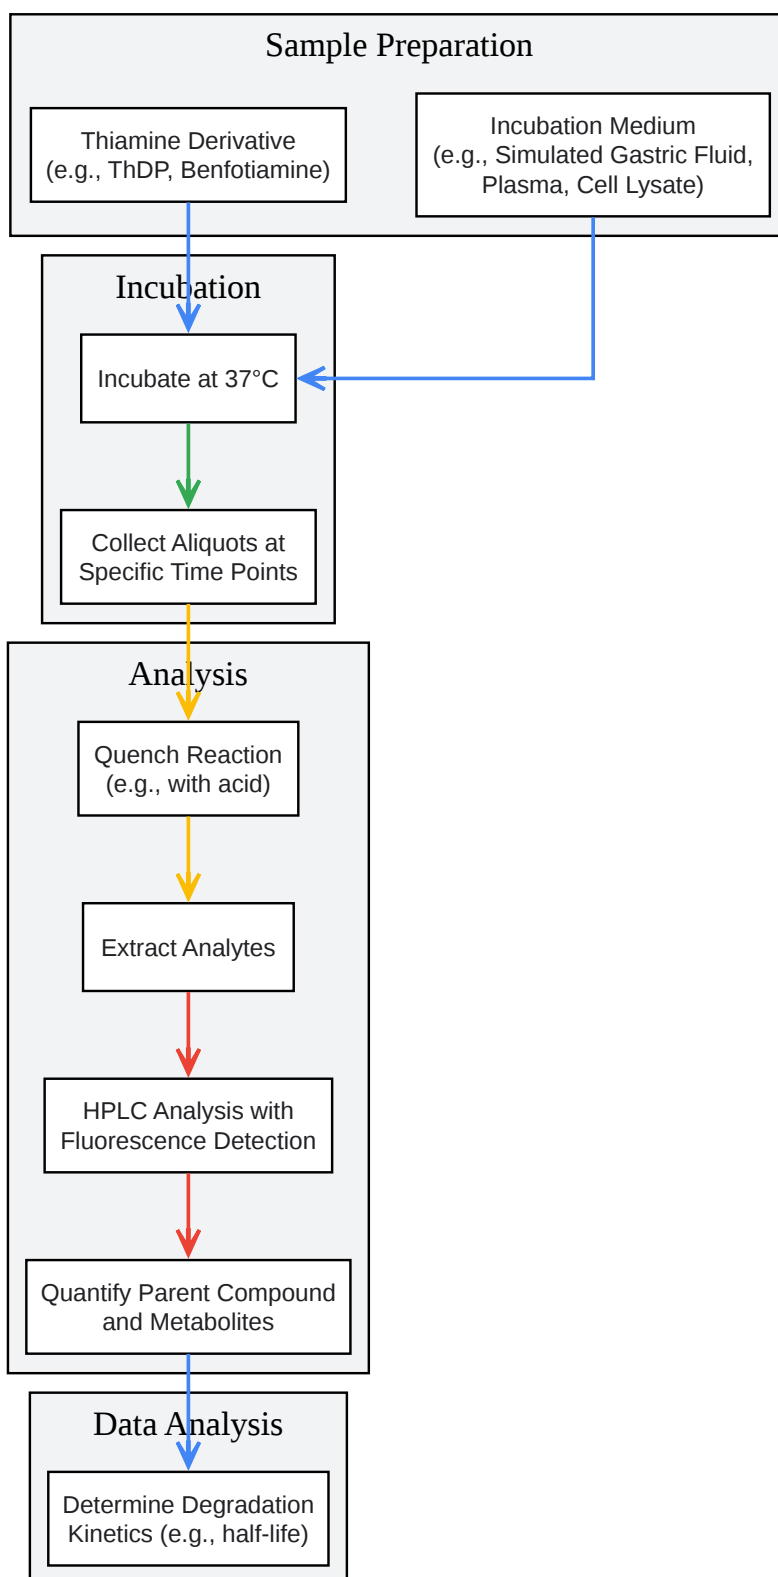 Sample Preparation
Thiamine Derivative
(e.g., ThDP, Benfotiamine)
Incubation Medium
(e.g., Simulated Gastric Fluid,
Plasma, Cell Lysate)
Incubation
Incubate at 37°C
Collect Aliquots at
Specific Time Points
Analysis
Quench Reaction
(e.g., with acid)
Extract Analytes
HPLC Analysis with
Fluorescence Detection
Quantify Parent Compound
and Metabolites
Data Analysis
Determine Degradation
Kinetics (e.g., half-life)